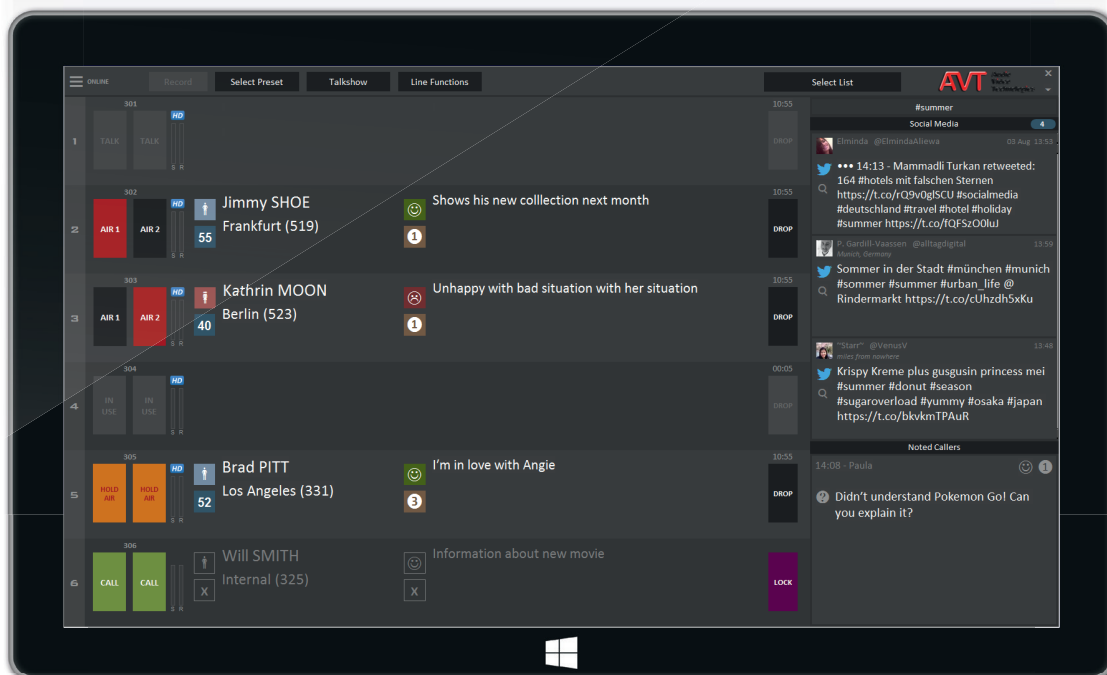 ONLINE
Record
Select Preset
Talkshow
Line Functions
Select List
AVT
301
HD
10:55
1
TALK
TALK
DROP
S R
302
HD
10:55
2
AIR 1
AIR 2
Jimmy SHOE
Frankfurt (519)
55
Shows his new colllection next month
1
DROP
S R
303
HD
10:55
3
AIR 1
AIR 2
Kathrin MOON
Berlin (523)
40
Unhappy with bad situation with her situation
1
DROP
S R
304
HD
00:05
4
IN
USE
IN
USE
DROP
S R
305
HD
10:55
5
HOLD
AIR
HOLD
AIR
Brad PITT
Los Angeles (331)
52
I'm in love with Angie
3
DROP
S R
306
6
CALL
CALL
Will SMITH
Internal (325)
X
Information about new movie
X
LOCK
S R
#summer
Social Media
4
Elminda @ElmindaAliewa
03 Aug 13:53
••• 14:13 - Mammadli Turkan retweeted:
164 #hotels mit falschen Sternen
https://t.co/rQ9v0glSCU #socialmedia
#deutschland #travel #hotel #holiday
#summer https://t.co/fQFSzO0luJ
P. Gardill-Vaassen @alltagdigital
13:59
Munich, Germany
Sommer in der Stadt #münchen #munich
#sommer #summer #urban_life @
Rindermarkt https://t.co/cUhzdh5xKu
"Starr" @VenusV
13:48
miles from nowhere
Krispy Kreme plus gusgusin princess mei
#summer #donut #season
#sugaroverload #yummy #osaka #japan
https://t.co/bkvkmTPAuR
Noted Callers
14:08 - Paula
1
? Didn't understand Pokemon Go! Can
you explain it?